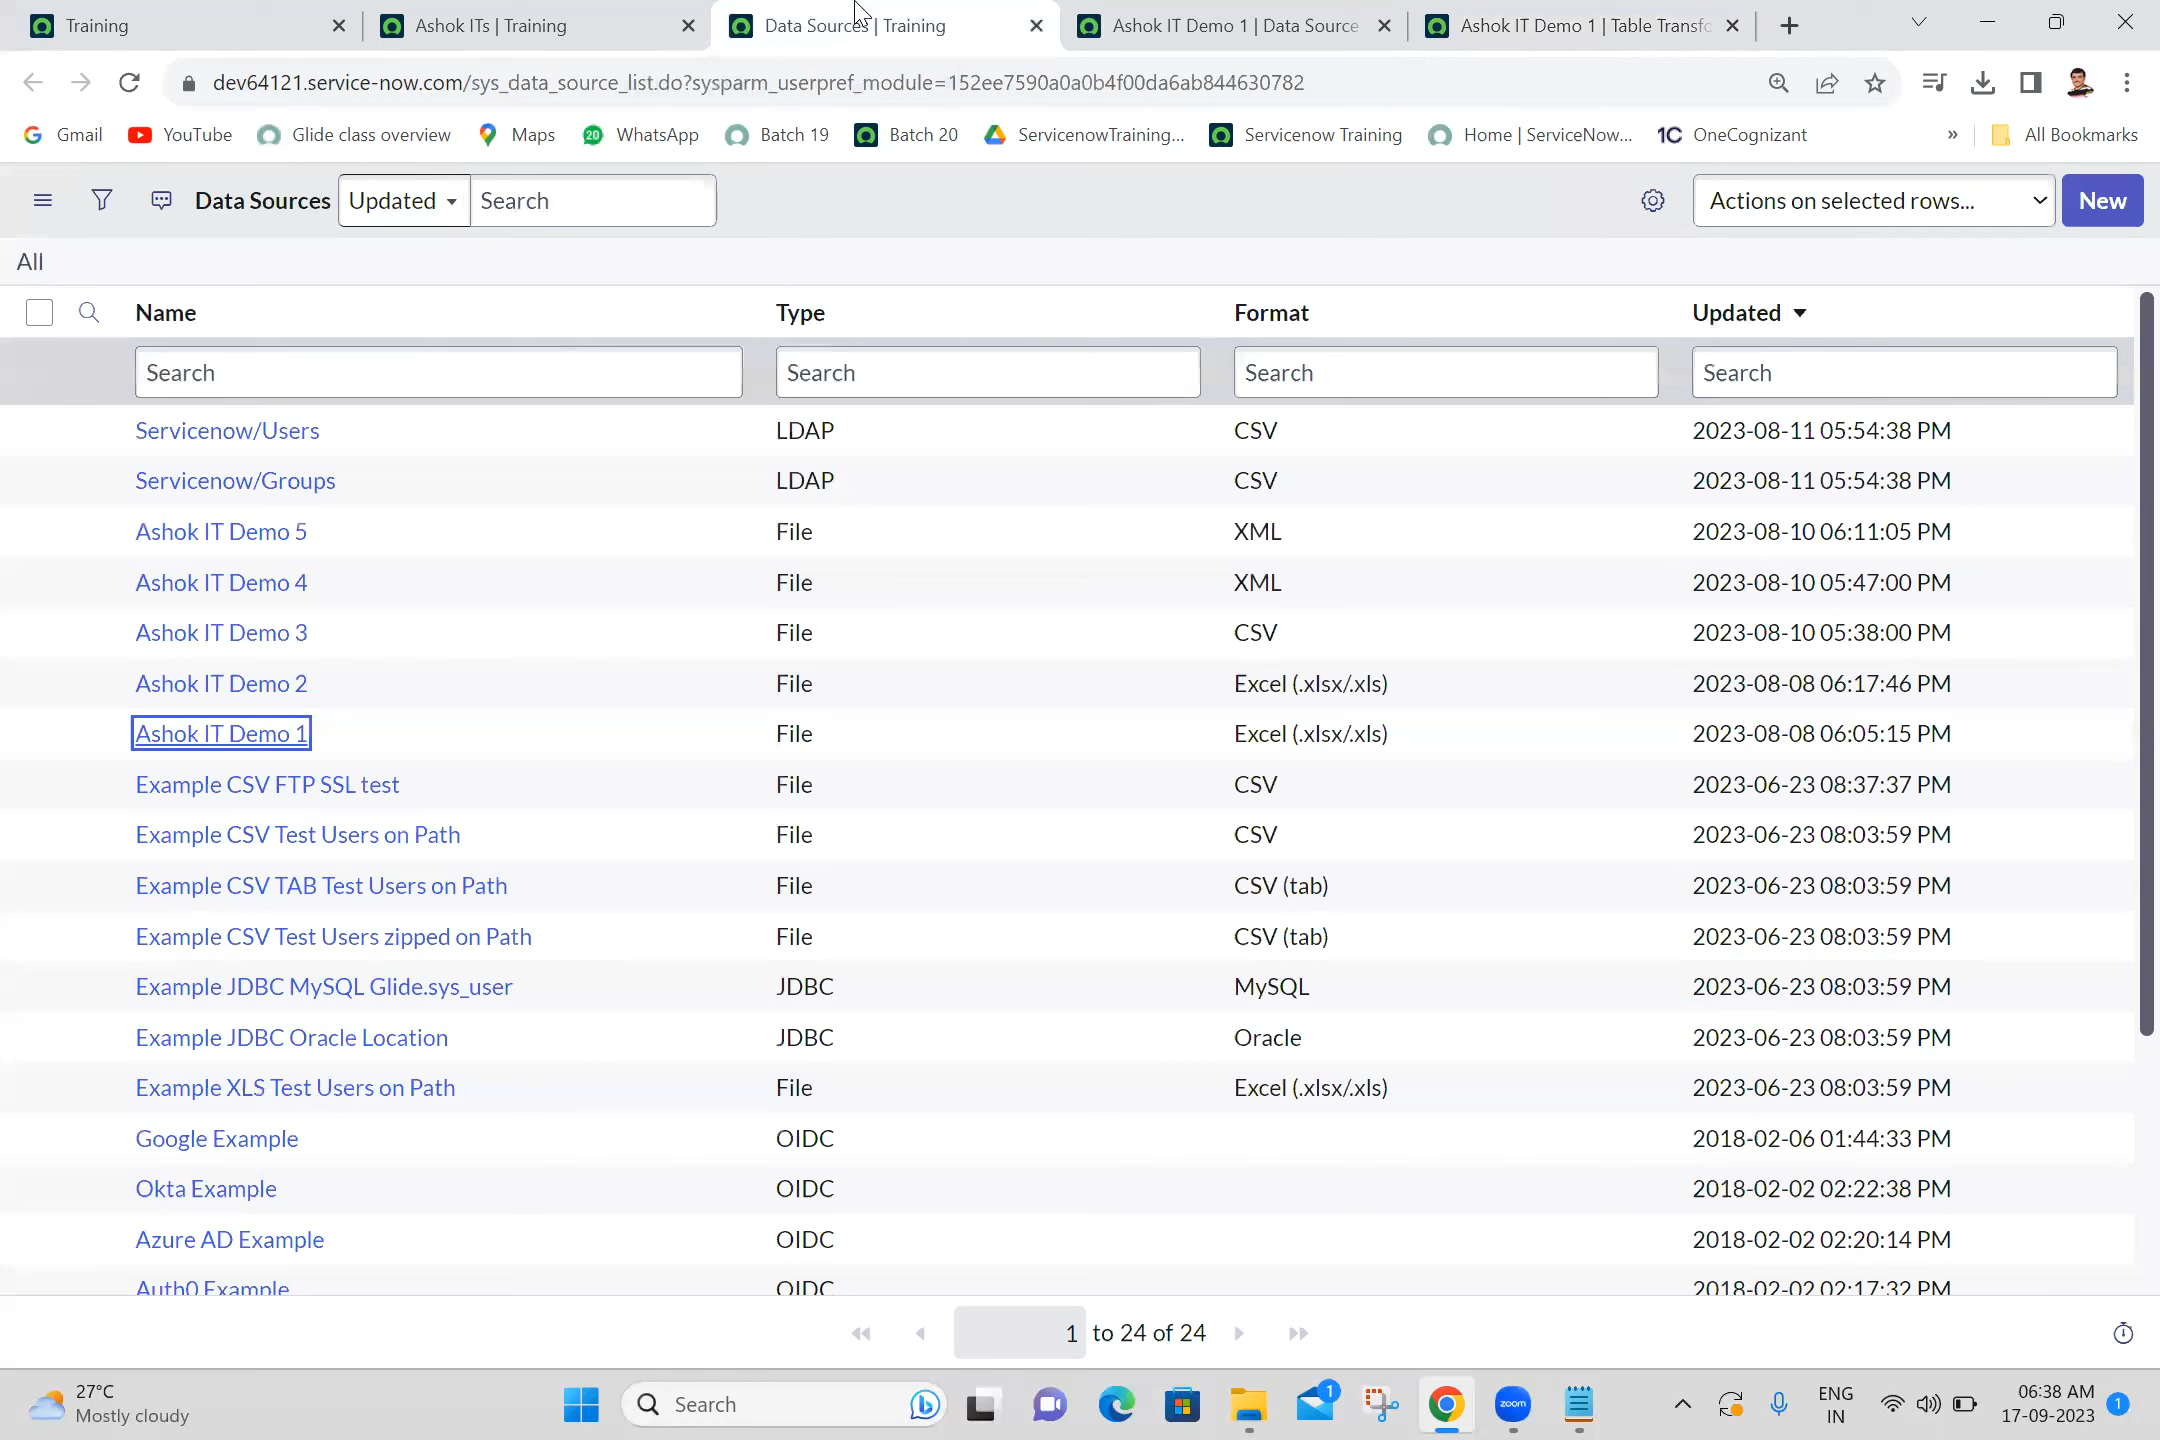 Training
Ashok ITs | Training
Data Sources | Training
Ashok IT Demo 1 | Data Source
Ashok IT Demo 1 | Table Transfo
dev64121.service-now.com/sys_data_source_list.do?sysparm_userpref_module=152ee7590a0a0b4f00da6ab844630782
Gmail YouTube Glide class overview Maps 20 WhatsApp Batch 19 Batch 20 ServicenowTraining... Servicenow Training Home | ServiceNow... 1C OneCognizant » All Bookmarks
Data Sources Updated Search Actions on selected rows... New
All
Name Type Format Updated
Search Search Search Search
Servicenow/Users LDAP CSV 2023-08-11 05:54:38 PM
Servicenow/Groups LDAP CSV 2023-08-11 05:54:38 PM
Ashok IT Demo 5 File XML 2023-08-10 06:11:05 PM
Ashok IT Demo 4 File XML 2023-08-10 05:47:00 PM
Ashok IT Demo 3 File CSV 2023-08-10 05:38:00 PM
Ashok IT Demo 2 File Excel (.xlsx/.xls) 2023-08-08 06:17:46 PM
Ashok IT Demo 1 File Excel (.xlsx/.xls) 2023-08-08 06:05:15 PM
Example CSV FTP SSL test File CSV 2023-06-23 08:37:37 PM
Example CSV Test Users on Path File CSV 2023-06-23 08:03:59 PM
Example CSV TAB Test Users on Path File CSV (tab) 2023-06-23 08:03:59 PM
Example CSV Test Users zipped on Path File CSV (tab) 2023-06-23 08:03:59 PM
Example JDBC MySQL Glide.sys_user JDBC MySQL 2023-06-23 08:03:59 PM
Example JDBC Oracle Location JDBC Oracle 2023-06-23 08:03:59 PM
Example XLS Test Users on Path File Excel (.xlsx/.xls) 2023-06-23 08:03:59 PM
Google Example OIDC 2018-02-06 01:44:33 PM
Okta Example OIDC 2018-02-02 02:22:38 PM
Azure AD Example OIDC 2018-02-02 02:20:14 PM
Auth0 Example OIDC 2018-02-02 02:17:32 PM
1 to 24 of 24
27°C
Mostly cloudy
Search
1
zoom
ENG
IN
06:38 AM
17-09-2023
1